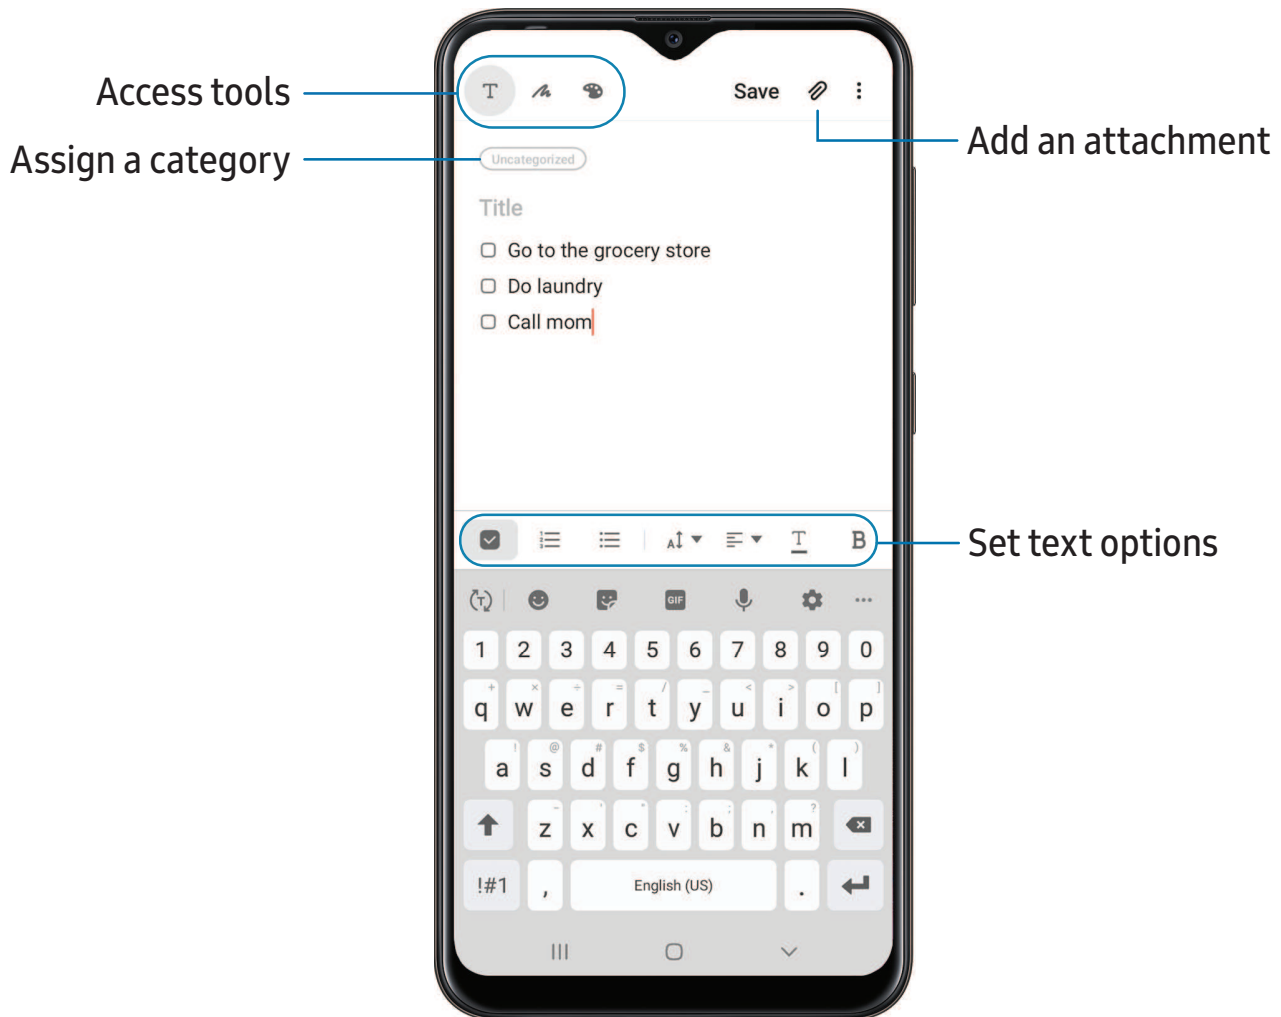 Access tools
T
Save
Add an attachment
Assign a category
Uncategorized
Title
Go to the grocery store
Do laundry
Call mom
A T B
Set text options
T GIF
1 2 3 4 5 6 7 8 9 0
+ × ÷ = / _ < > [ ]
q w e r t y u i o p
! @ # $ % & * ( )
a s d f g h j k l
?
z x c v b n m
!#1 , English (US) .